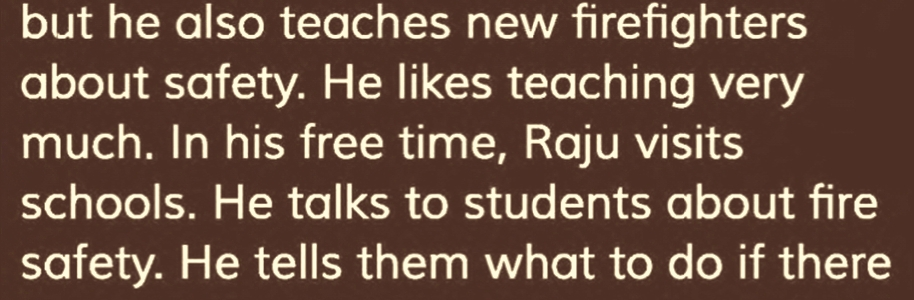 but he also teaches new firefighters
about safety. He likes teaching very
much. In his free time, Raju visits
schools. He talks to students about fire
safety. He tells them what to do if there